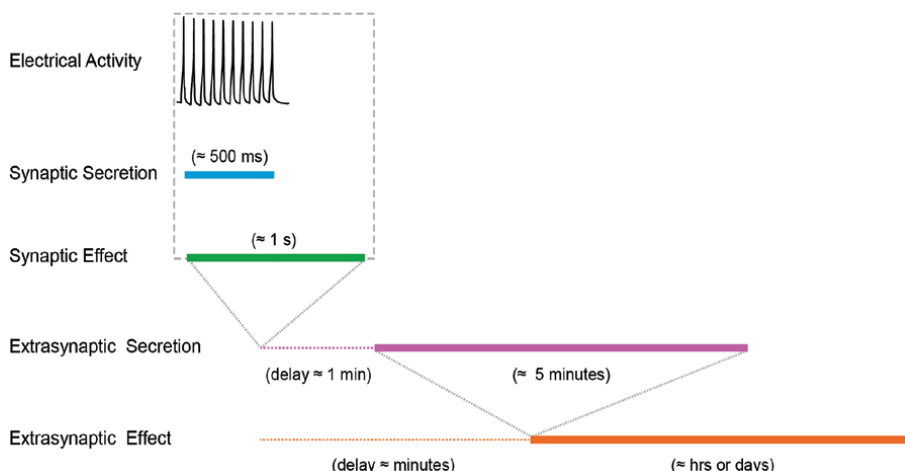 Electrical Activity
(≈ 500 ms)
Synaptic Secretion
(≈ 1 s)
Synaptic Effect
Extrasynaptic Secretion
(delay ≈ 1 min) (≈ 5 minutes)
Extrasynaptic Effect
(delay ≈ minutes) (≈ hrs or days)